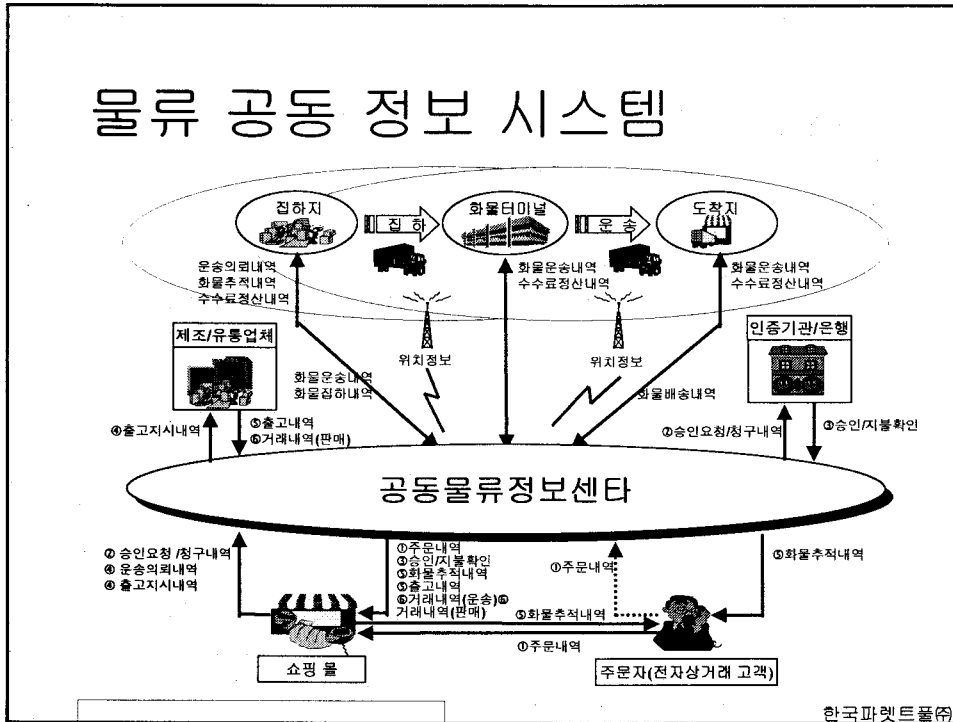 물류 공동 정보 시스템
집하지
집 하
화물터미널
운 송
도착지
운송의뢰내역
화물추적내역
수수료정산내역
화물운송내역
수수료정산내역
화물운송내역
수수료정산내역
제조/유통업체
위치정보
위치정보
인증기관/은행
화물운송내역
화물집하내역
화물배송내역
④출고지시내역
⑤출고내역
⑥거래내역(판매)
②승인요청/청구내역
③승인/지불확인
공동물류정보센타
② 승인요청 /청구내역
④ 운송의뢰내역
④ 출고지시내역
①주문내역
③승인/지불확인
⑤화물추적내역
⑤출고내역
⑥거래내역(운송)⑥
거래내역(판매)
①주문내역
⑤화물추적내역
⑤화물추적내역
①주문내역
쇼핑 몰
주문자(전자상거래 고객)
한국파렛트풀㈜